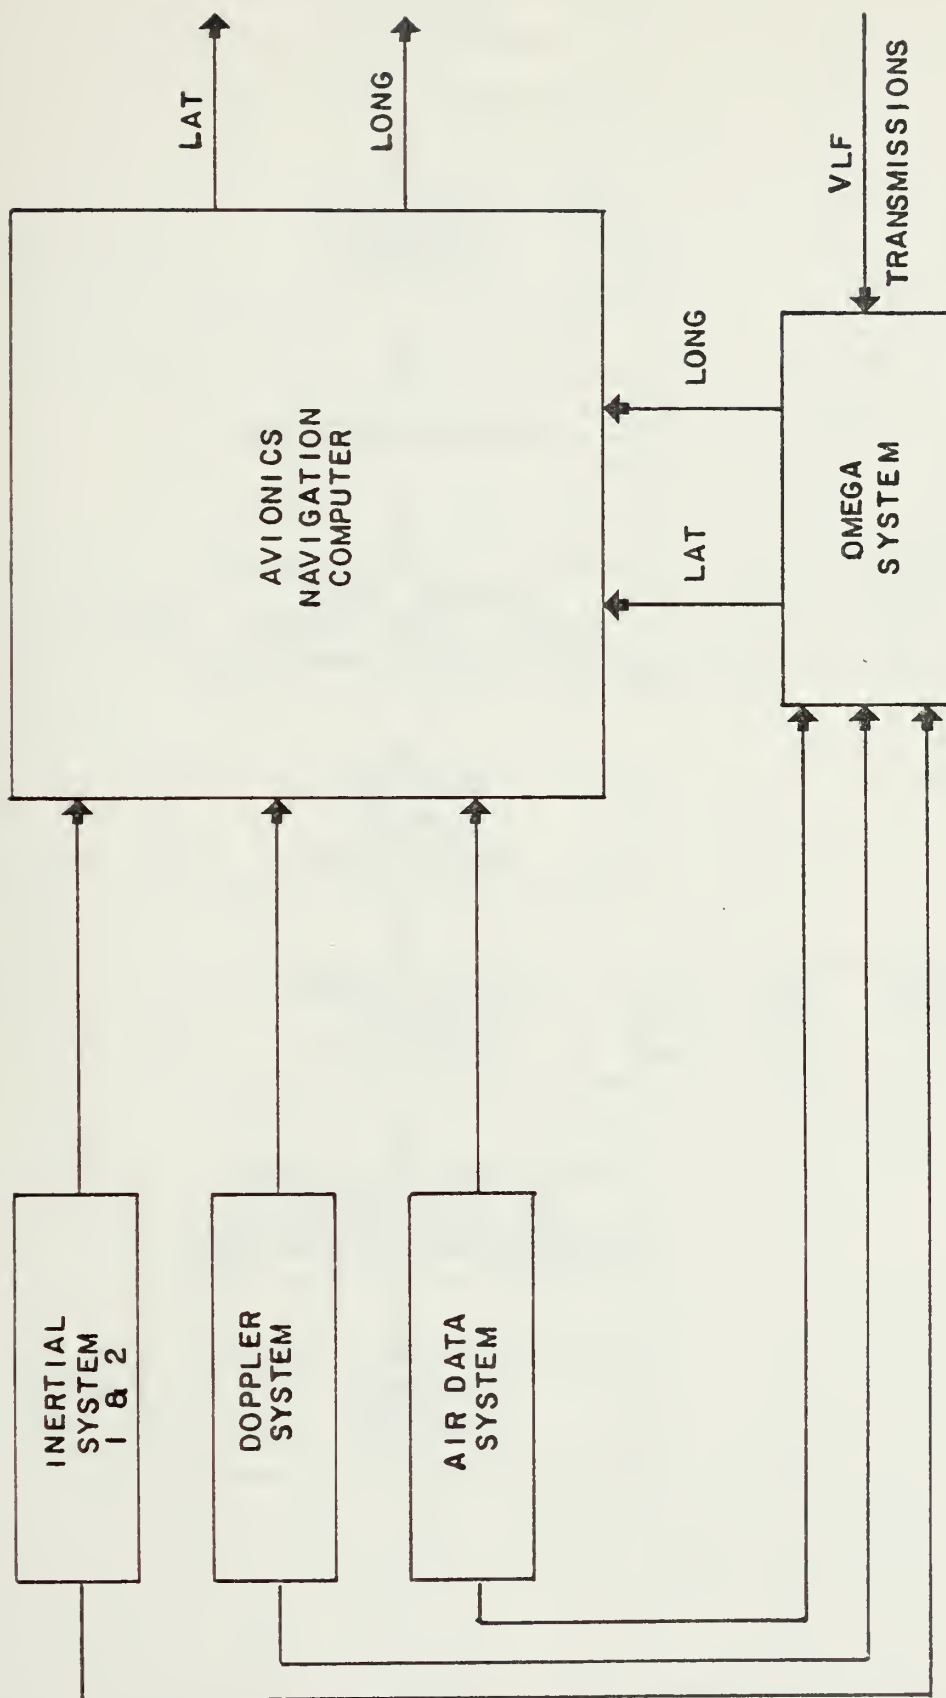 INERTIAL
SYSTEM
1 & 2
DOPPLER
SYSTEM
AIR DATA
SYSTEM
AVIONICS
NAVIGATION
COMPUTER
LAT
LONG
LAT
LONG
OMEGA
SYSTEM
VLF
TRANSMISSIONS